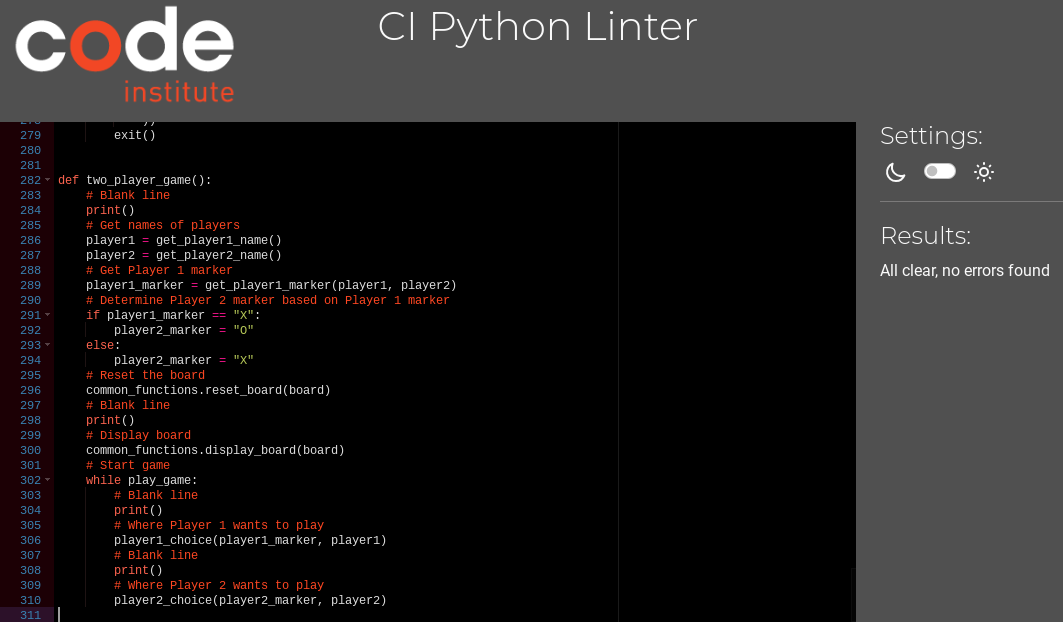 code
institute
CI Python Linter
279 exit()
280
281
282 def two_player_game():
283 # Blank line
284 print()
285 # Get names of players
286 player1 = get_player1_name()
287 player2 = get_player2_name()
288 # Get Player 1 marker
289 player1_marker = get_player1_marker(player1, player2)
290 # Determine Player 2 marker based on Player 1 marker
291 if player1_marker == "X":
292 player2_marker = "O"
293 else:
294 player2_marker = "X"
295 # Reset the board
296 common_functions.reset_board(board)
297 # Blank line
298 print()
299 # Display board
300 common_functions.display_board(board)
301 # Start game
302 while play_game:
303 # Blank line
304 print()
305 # Where Player 1 wants to play
306 player1_choice(player1_marker, player1)
307 # Blank line
308 print()
309 # Where Player 2 wants to play
310 player2_choice(player2_marker, player2)
311
Settings:
Results:
All clear, no errors found